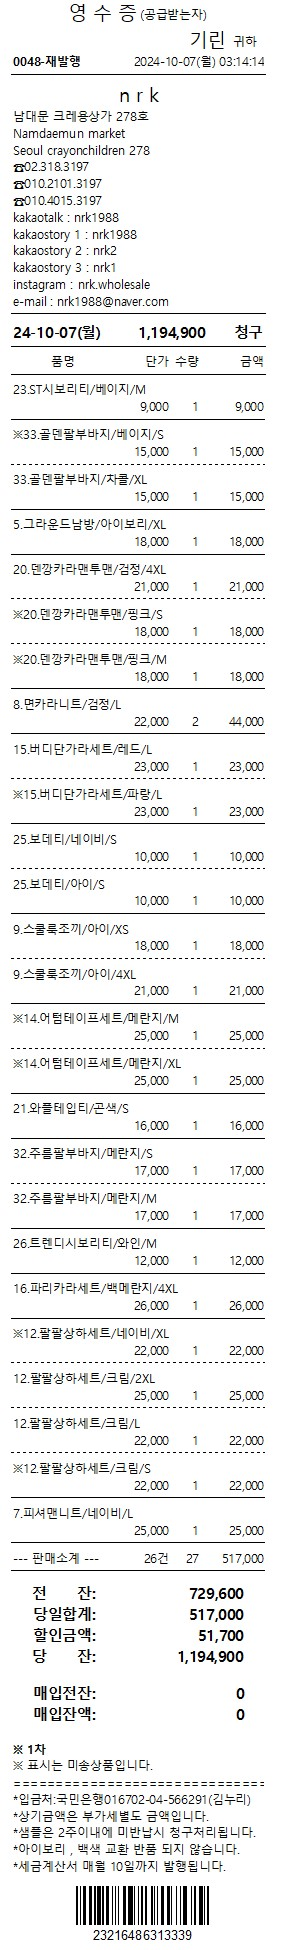 영 수 증 (공급받는자)
기린 귀하
0048-재발행 2024-10-07(월) 03:14:14
n r k
남대문 크레용상가 278호
Namdaemun market
Seoul crayonchildren 278
☎02.318.3197
☎010.2101.3197
☎010.4015.3197
kakaotalk : nrk1988
kakaostory 1 : nrk1988
kakaostory 2 : nrk2
kakaostory 3 : nrk1
instagram : nrk.wholesale
e-mail : nrk1988@naver.com
24-10-07(월) 1,194,900 청구
품명 단가 수량 금액
23.ST시보리티/베이지/M
9,000 1 9,000
※33.골덴팔부바지/베이지/S
15,000 1 15,000
33.골덴팔부바지/차콜/XL
15,000 1 15,000
5.그라운드남방/아이보리/XL
18,000 1 18,000
20.덴깡카라맨투맨/검정/4XL
21,000 1 21,000
※20.덴깡카라맨투맨/핑크/S
18,000 1 18,000
※20.덴깡카라맨투맨/핑크/M
18,000 1 18,000
8.면카라니트/검정/L
22,000 2 44,000
15.버디단가라세트/레드/L
23,000 1 23,000
※15.버디단가라세트/파랑/L
23,000 1 23,000
25.보데티/네이비/S
10,000 1 10,000
25.보데티/아이/S
10,000 1 10,000
9.스쿨룩조끼/아이/XS
18,000 1 18,000
9.스쿨룩조끼/아이/4XL
21,000 1 21,000
※14.어텀테이프세트/메란지/M
25,000 1 25,000
※14.어텀테이프세트/메란지/XL
25,000 1 25,000
21.와플테입티/곤색/S
16,000 1 16,000
32.주름팔부바지/메란지/S
17,000 1 17,000
32.주름팔부바지/메란지/M
17,000 1 17,000
26.트렌디시보리티/와인/M
12,000 1 12,000
16.파리카라세트/백메란지/4XL
26,000 1 26,000
※12.팔팔상하세트/네이비/XL
22,000 1 22,000
12.팔팔상하세트/크림/2XL
25,000 1 25,000
12.팔팔상하세트/크림/L
22,000 1 22,000
※12.팔팔상하세트/크림/S
22,000 1 22,000
7.피셔맨니트/네이비/L
25,000 1 25,000
--- 판매소계 --- 26건 27 517,000
전 잔: 729,600
당일합계: 517,000
할인금액: 51,700
당 잔: 1,194,900
매입전잔: 0
매입잔액: 0
※ 1차
※ 표시는 미송상품입니다.
==============================
*입금처:국민은행016702-04-566291(김누리)
*상기금액은 부가세별도 금액입니다.
*샘플은 2주이내에 미반납시 청구처리됩니다.
*아이보리 , 백색 교환 반품 되지 않습니다.
*세금계산서 매월 10일까지 발행됩니다.
23216486313339